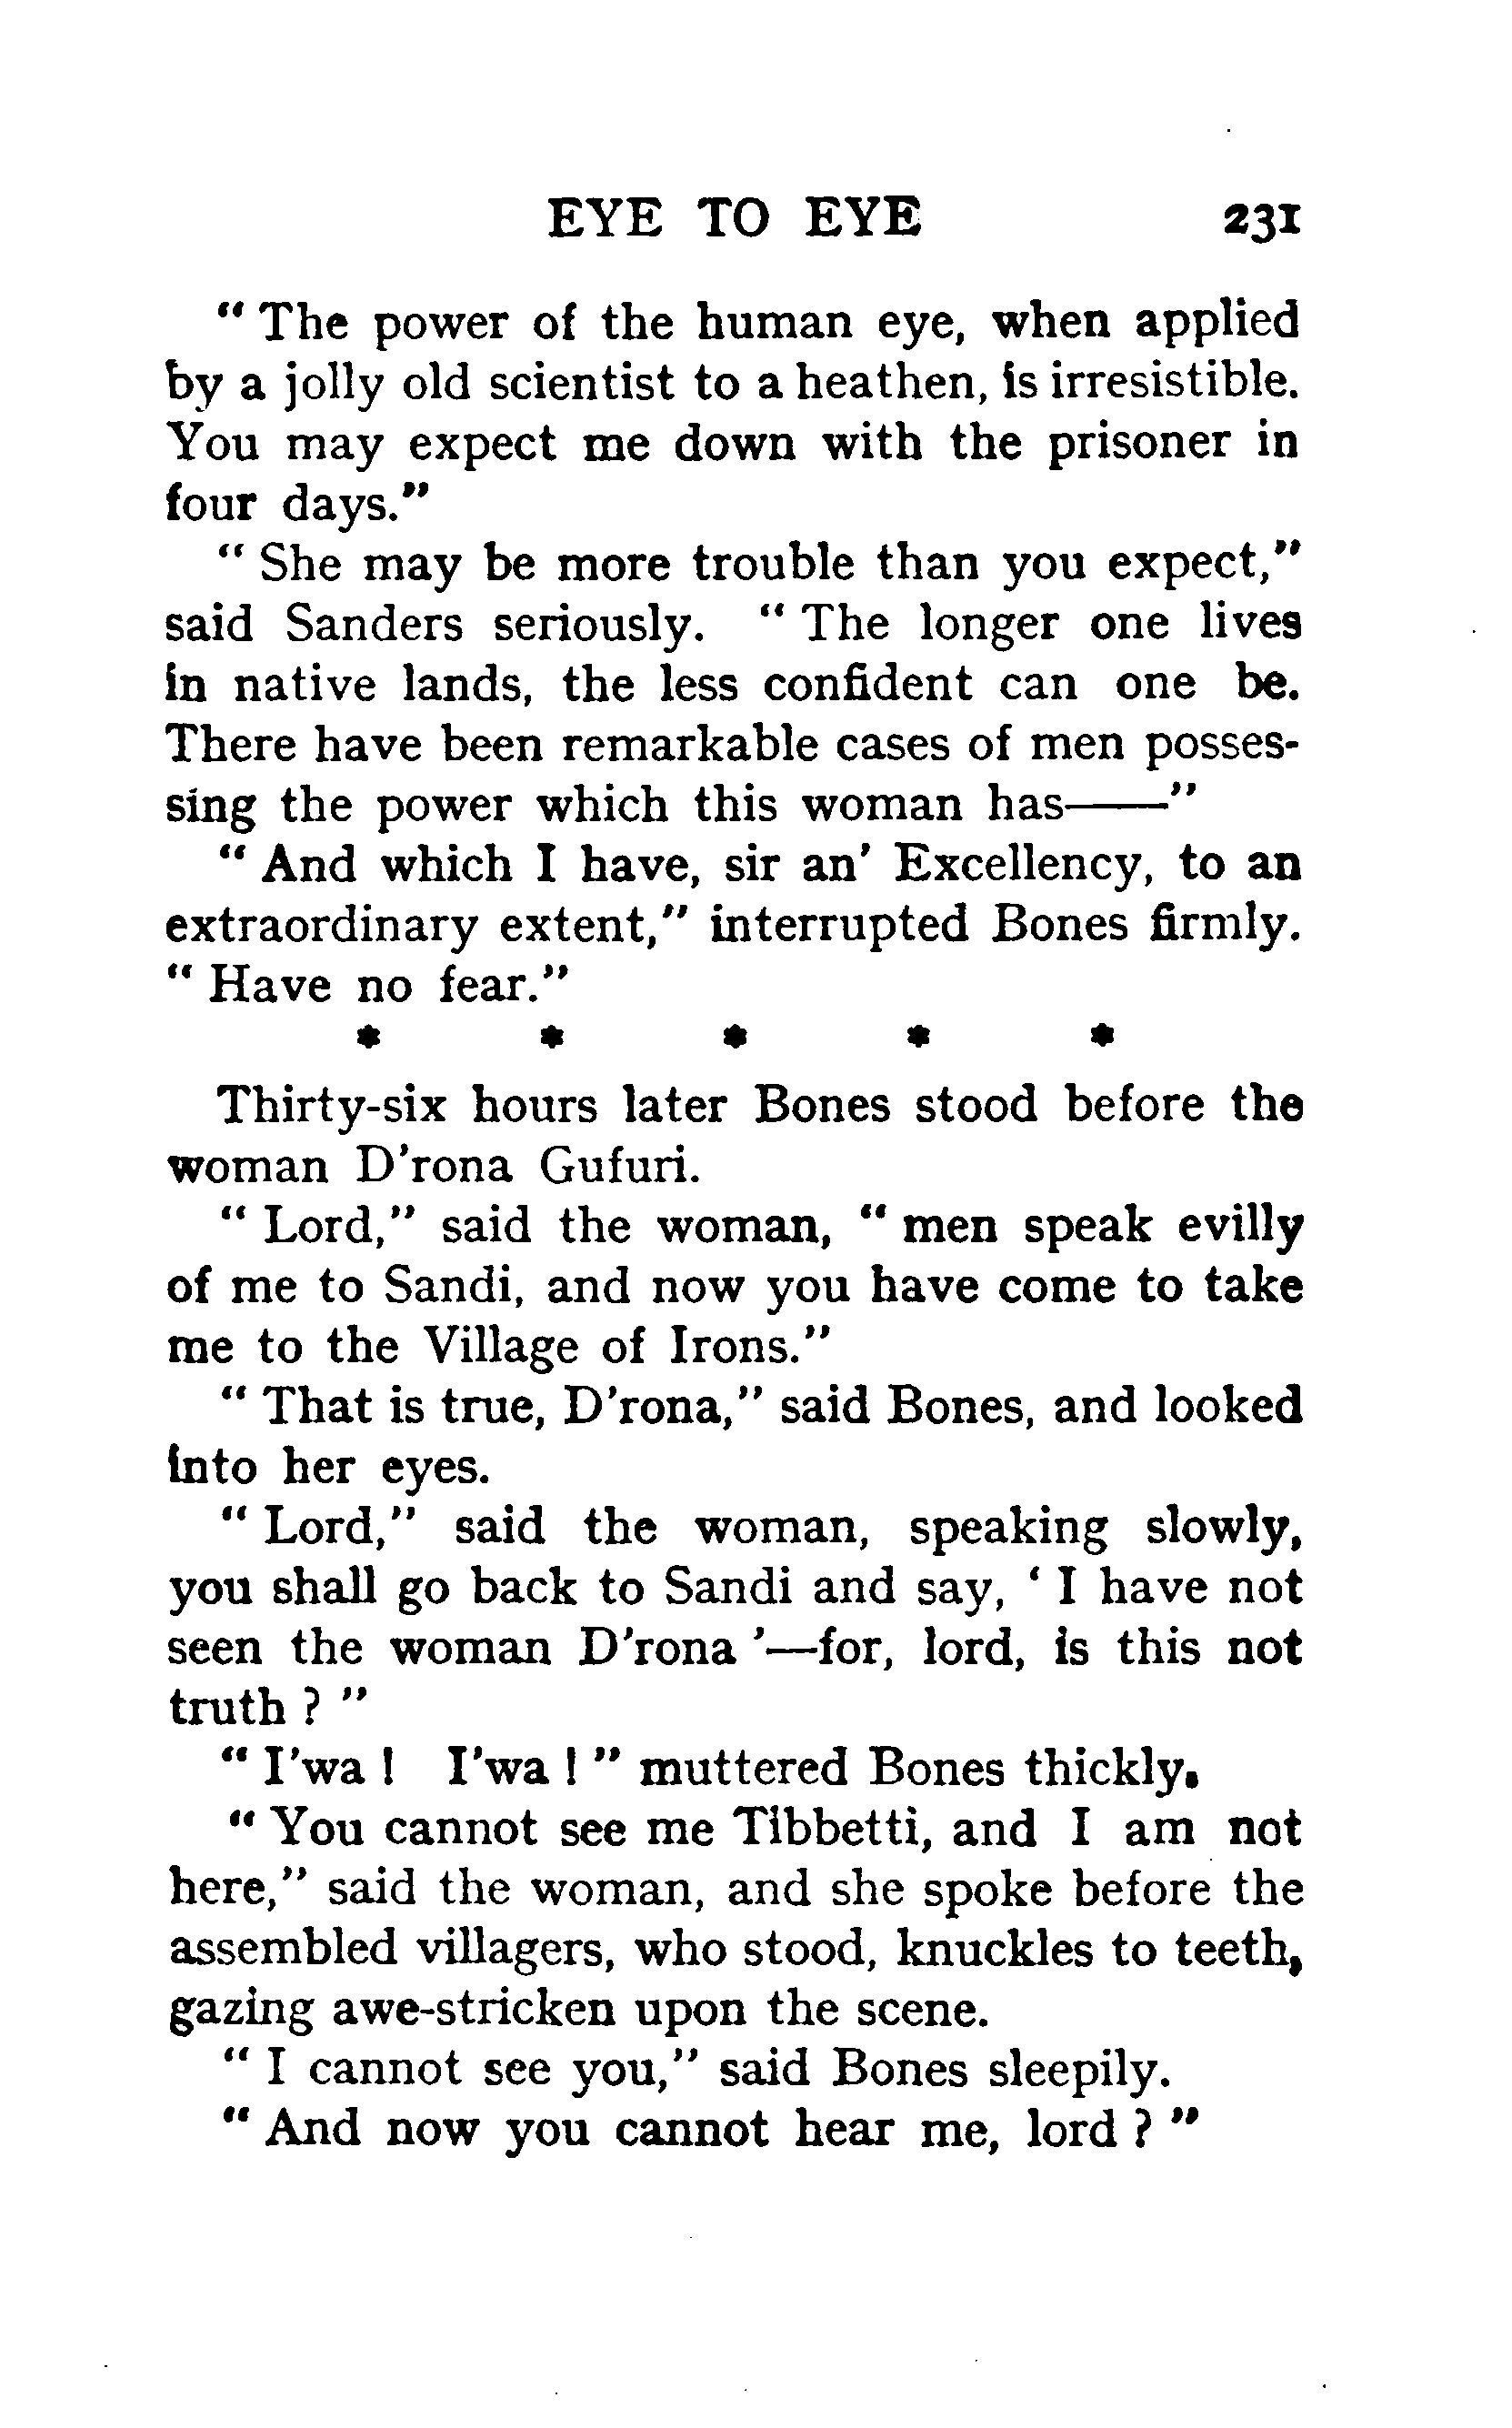 EYE TO EYE 231
" The power of the human eye, when applied
by a jolly old scientist to a heathen, is irresistible.
You may expect me down with the prisoner in
four days."
" She may be more trouble than you expect,"
said Sanders seriously. " The longer one lives
in native lands, the less confident can one be.
There have been remarkable cases of men posses-
sing the power which this woman has——"
" And which I have, sir an' Excellency, to an
extraordinary extent," interrupted Bones firmly.
" Have no fear."
* * * * *
Thirty-six hours later Bones stood before the
woman D'rona Gufuri.
" Lord," said the woman, " men speak evilly
of me to Sandi, and now you have come to take
me to the Village of Irons."
" That is true, D'rona," said Bones, and looked
into her eyes.
" Lord," said the woman, speaking slowly,
you shall go back to Sandi and say, ' I have not
seen the woman D'rona '—for, lord, is this not
truth ? "
" I'wa ! I'wa ! " muttered Bones thickly.
" You cannot see me Tibbetti, and I am not
here," said the woman, and she spoke before the
assembled villagers, who stood, knuckles to teeth,
gazing awe-stricken upon the scene.
" I cannot see you," said Bones sleepily.
" And now you cannot hear me, lord ? "